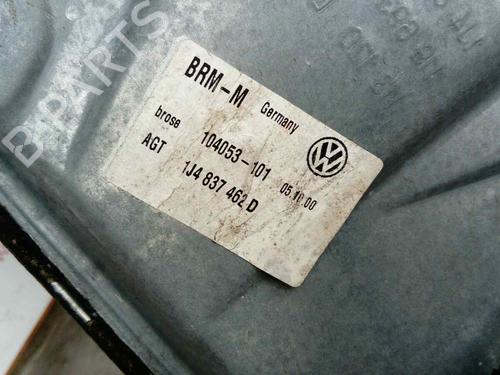 BRM-M Germany
brose 104053-101 05.10.00
AGT 1J4 837 462 D
B-PARTS